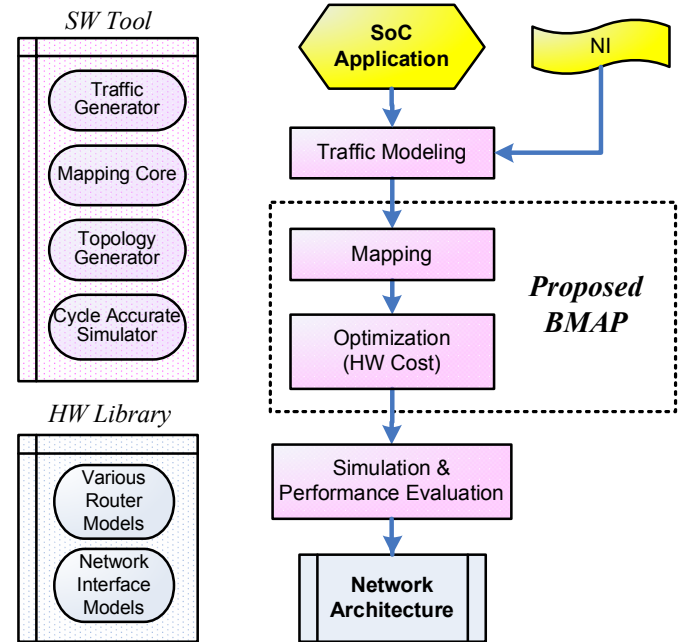 SW Tool
Traffic
Generator
Mapping Core
Topology
Generator
Cycle Accurate
Simulator
HW Library
Various
Router
Models
Network
Interface
Models
SoC
Application
NI
Traffic Modeling
Mapping
Optimization
(HW Cost)
Proposed
BMAP
Simulation &
Performance Evaluation
Network
Architecture